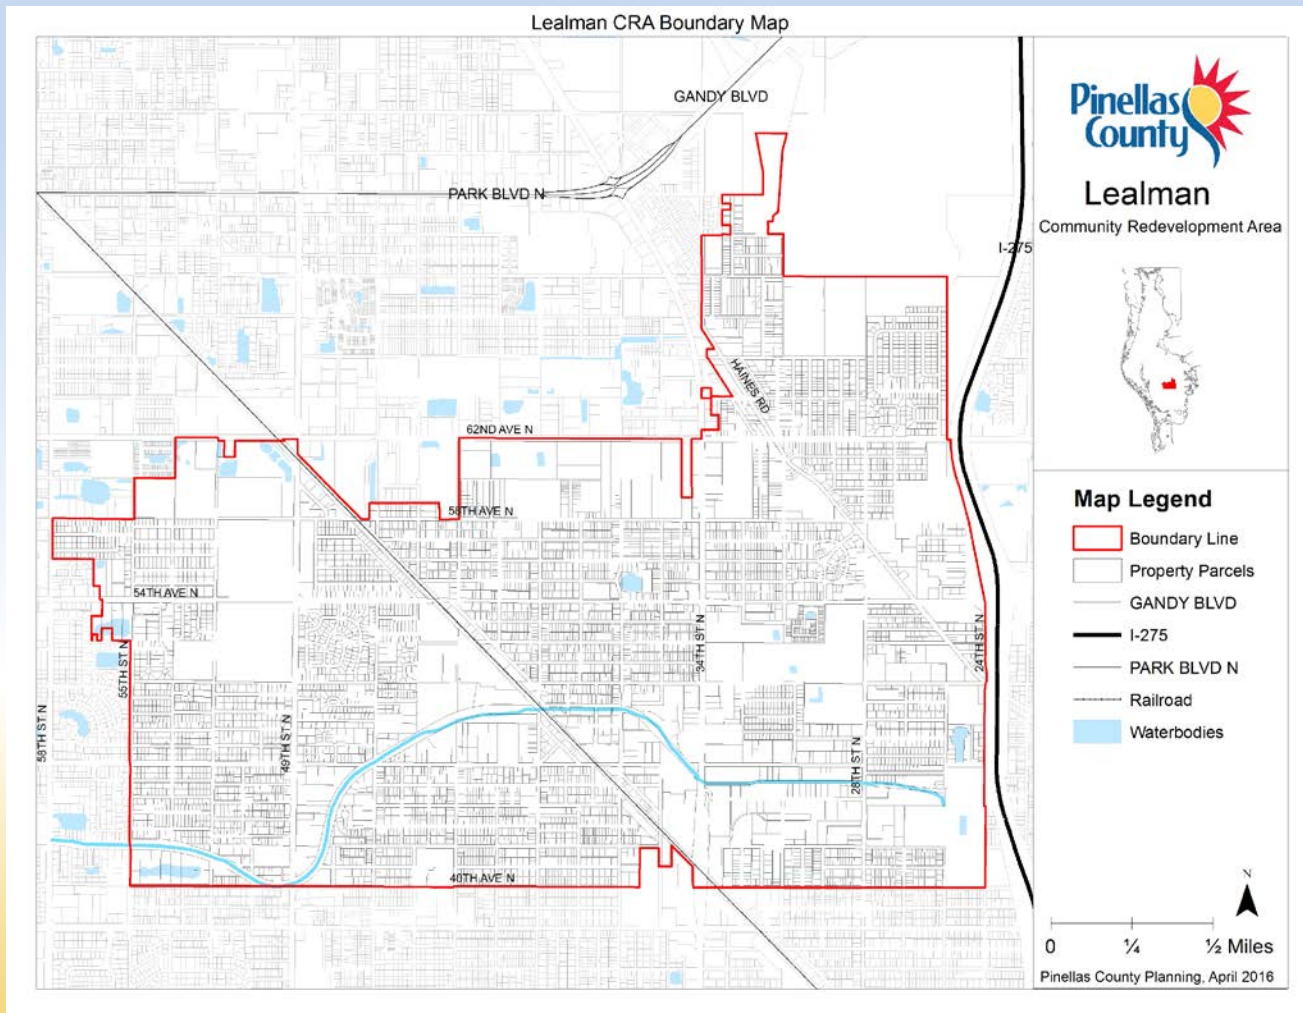 Lealman CRA Boundary Map
GANDY BLVD
PARK BLVD N
I-275
HAINES RD
62ND AVE N
58TH AVE N
54TH AVE N
34TH ST N
24TH ST N
55TH ST N
58TH ST N
49TH ST N
28TH ST N
40TH AVE N
Pinellas
County
Lealman
Community Redevelopment Area
Map Legend
Boundary Line
Property Parcels
GANDY BLVD
I-275
PARK BLVD N
Railroad
Waterbodies
N
0 ¼ ½ Miles
Pinellas County Planning, April 2016